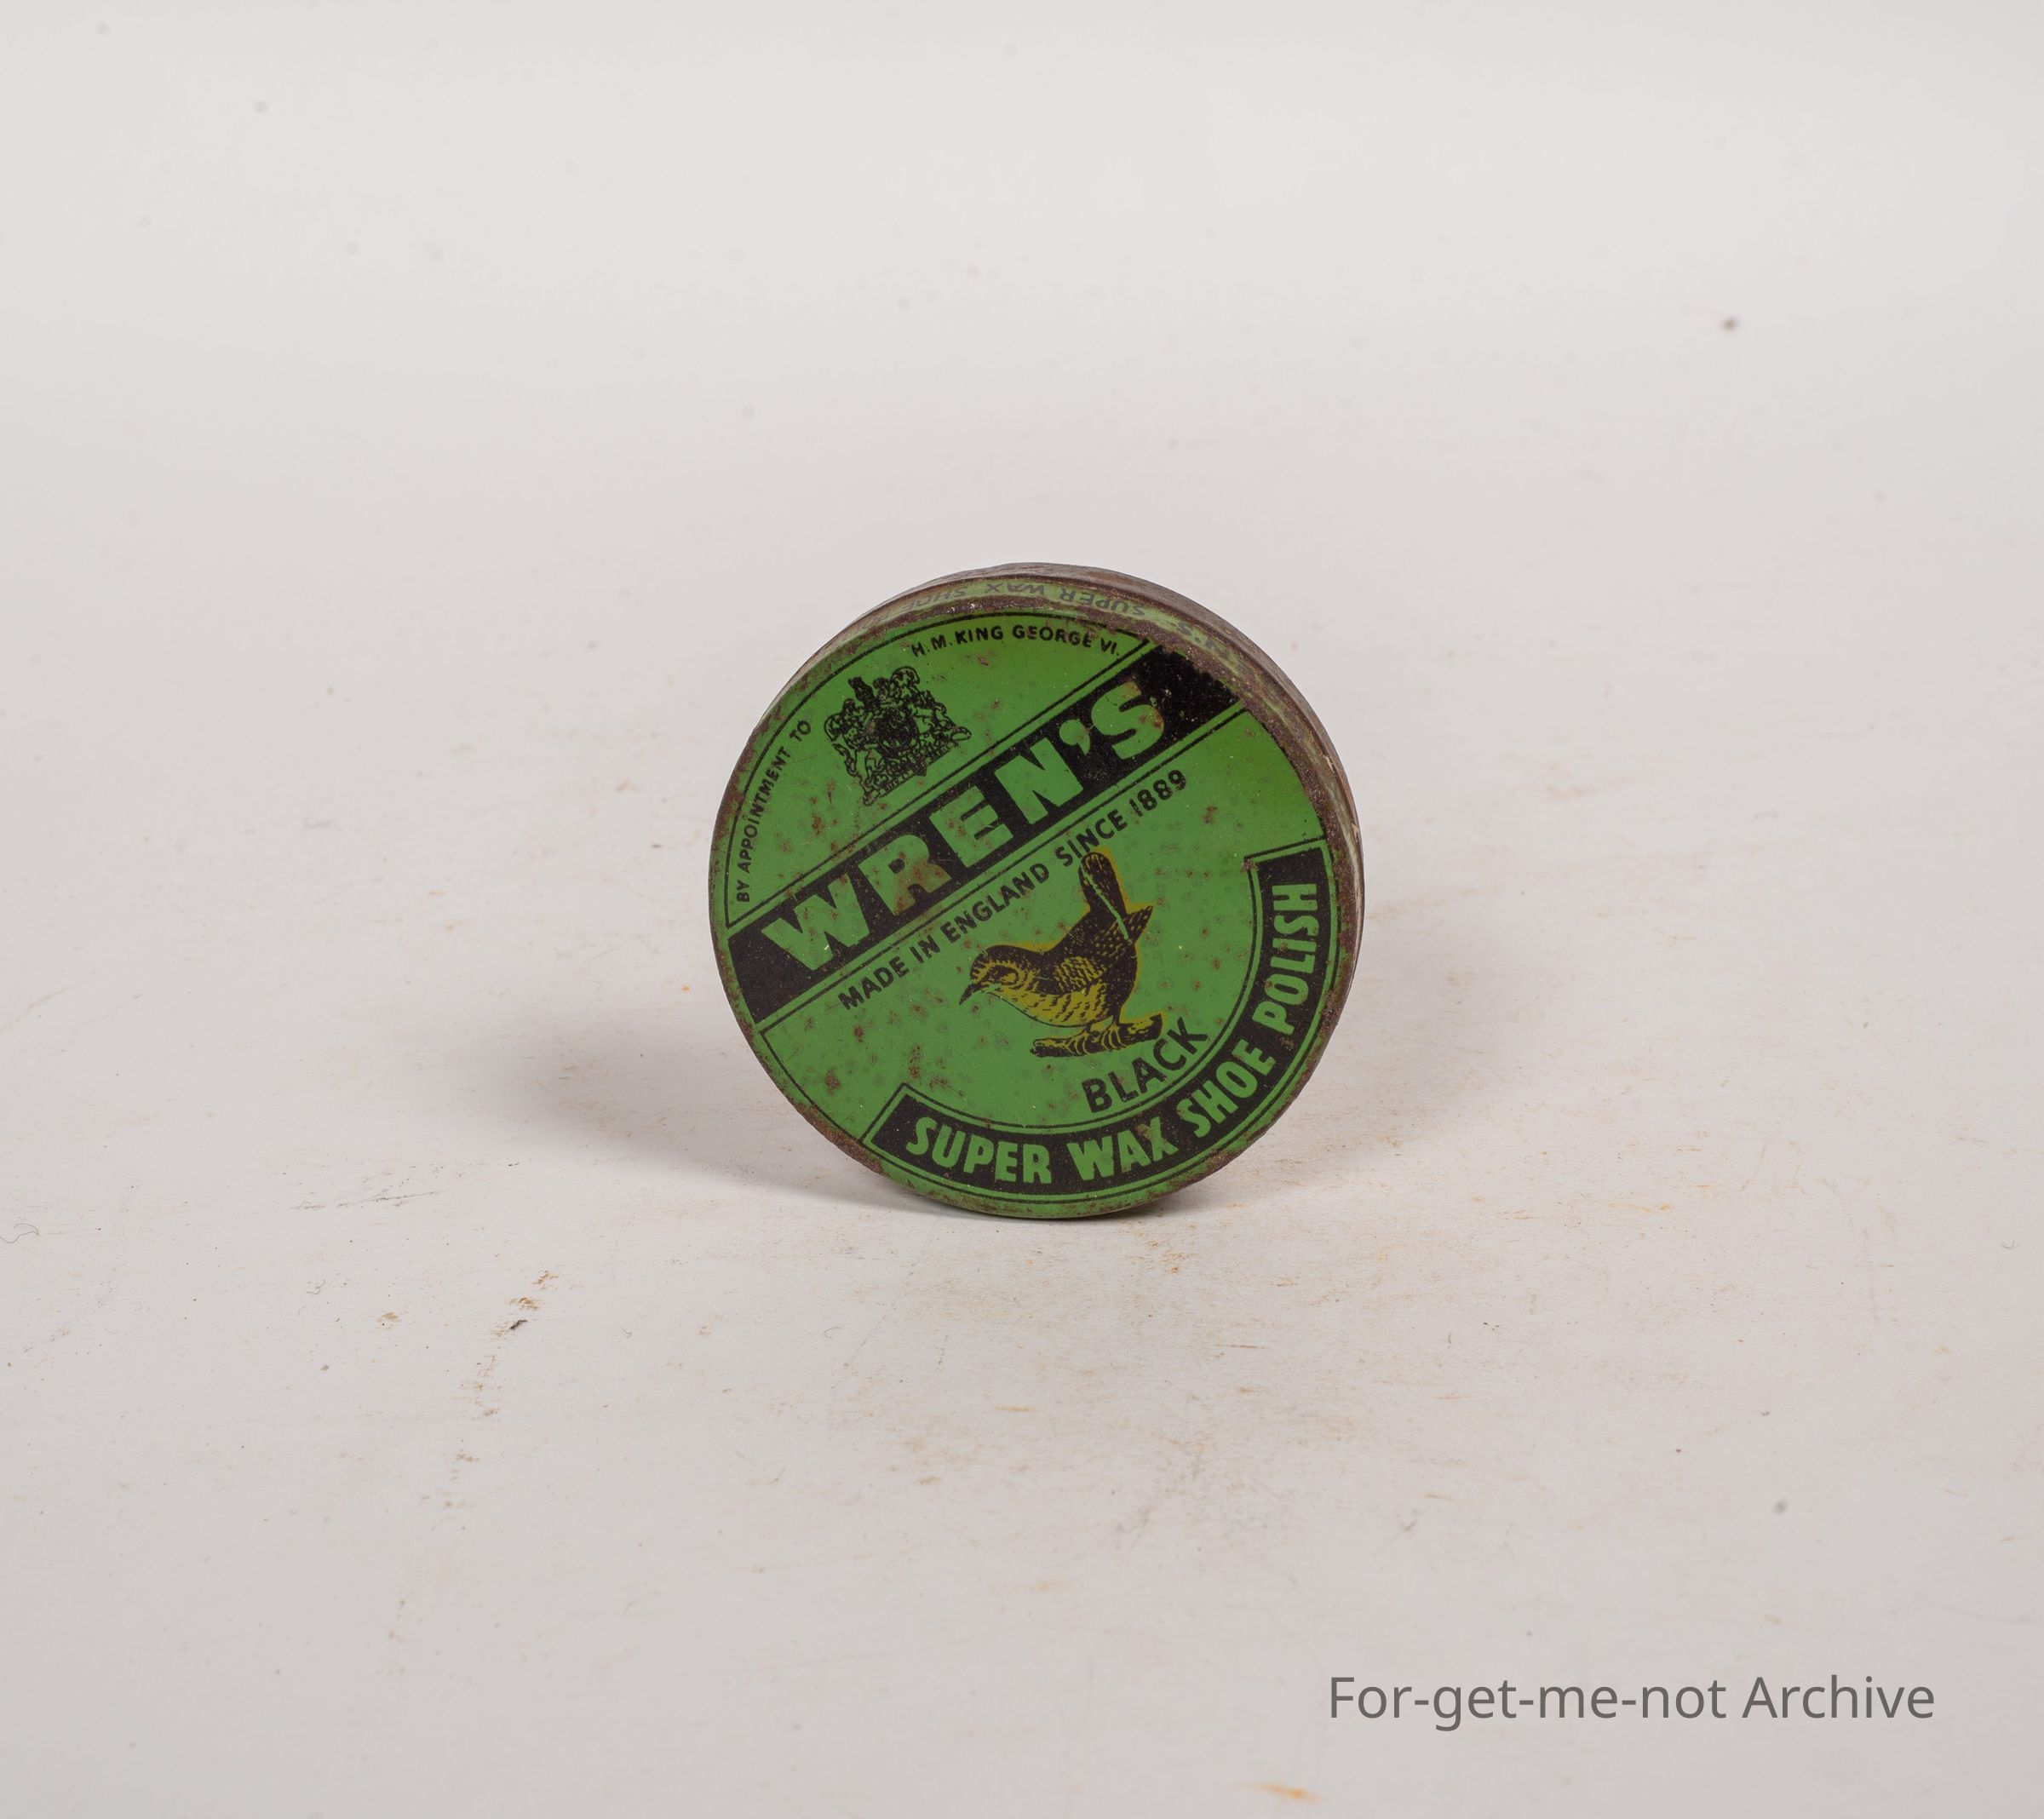 SUPER WAX SHOE
BY APPOINTMENT TO
H.M. KING GEORGE VI.
WREN'S
MADE IN ENGLAND SINCE 1889
BLACK
SUPER WAX SHOE POLISH
For-get-me-not Archive